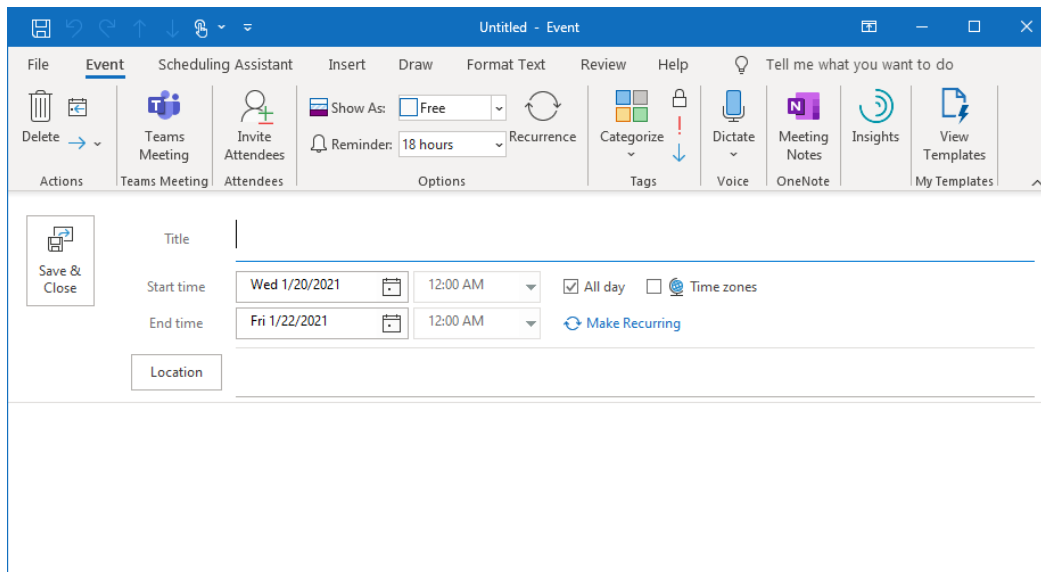 Untitled - Event
File Event Scheduling Assistant Insert Draw Format Text Review Help Tell me what you want to do
Delete
Teams Meeting
Invite Attendees
Show As: Free
Reminder: 18 hours
Recurrence
Categorize
Dictate
Meeting Notes
Insights
View Templates
Actions Teams Meeting Attendees Options Tags Voice OneNote My Templates
Save & Close
Title
Start time Wed 1/20/2021 12:00 AM All day Time zones
End time Fri 1/22/2021 12:00 AM Make Recurring
Location